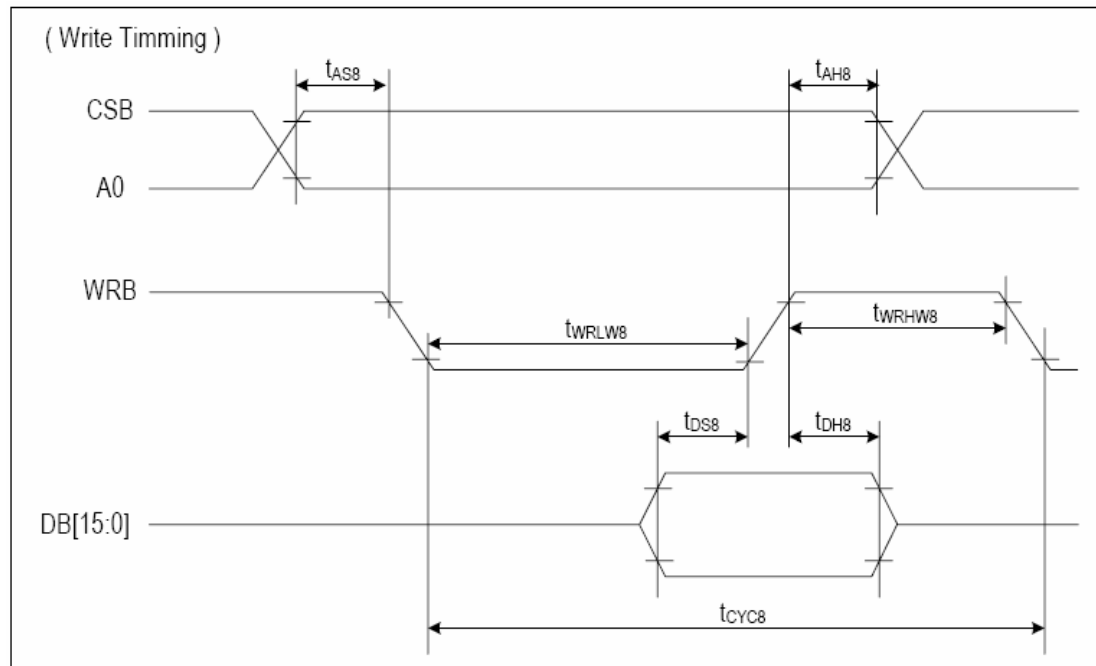 ( Write Timming )
tAS8
tAH8
CSB
A0
WRB
tWRLW8
tWRHW8
tDS8
tDH8
DB[15:0]
tCYC8